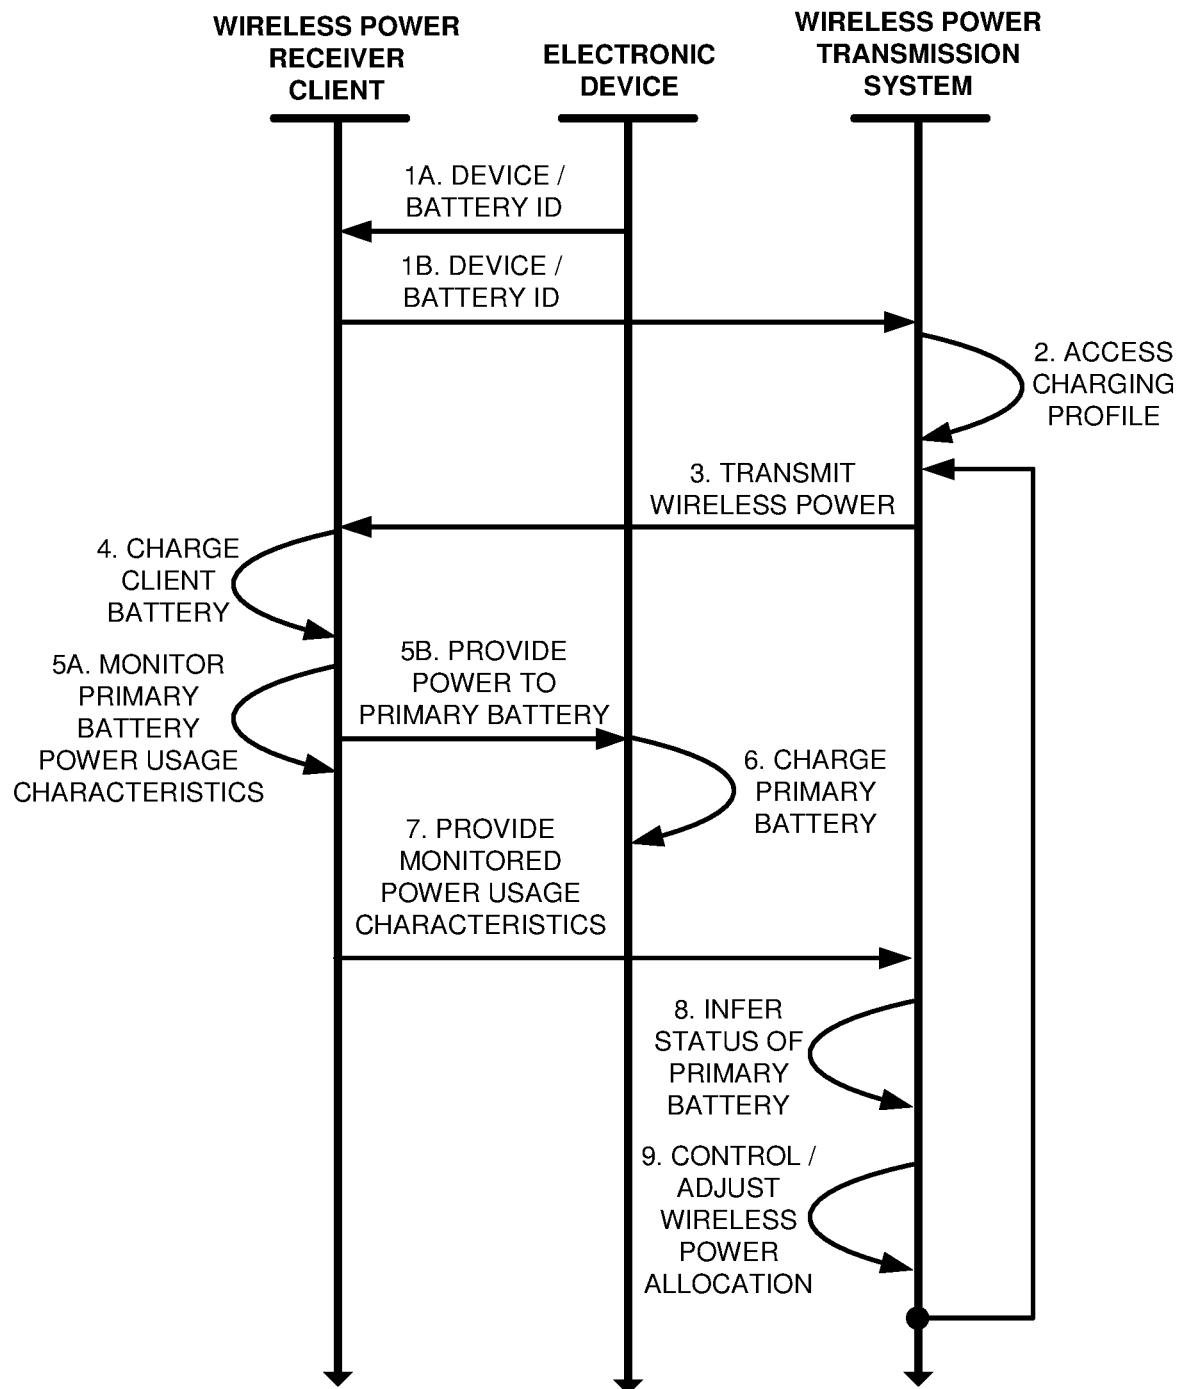 WIRELESS POWER
RECEIVER
CLIENT
ELECTRONIC
DEVICE
WIRELESS POWER
TRANSMISSION
SYSTEM
1A. DEVICE /
BATTERY ID
1B. DEVICE /
BATTERY ID
2. ACCESS
CHARGING
PROFILE
3. TRANSMIT
WIRELESS POWER
4. CHARGE
CLIENT
BATTERY
5A. MONITOR
PRIMARY
BATTERY
POWER USAGE
CHARACTERISTICS
5B. PROVIDE
POWER TO
PRIMARY BATTERY
6. CHARGE
PRIMARY
BATTERY
7. PROVIDE
MONITORED
POWER USAGE
CHARACTERISTICS
8. INFER
STATUS OF
PRIMARY
BATTERY
9. CONTROL /
ADJUST
WIRELESS
POWER
ALLOCATION